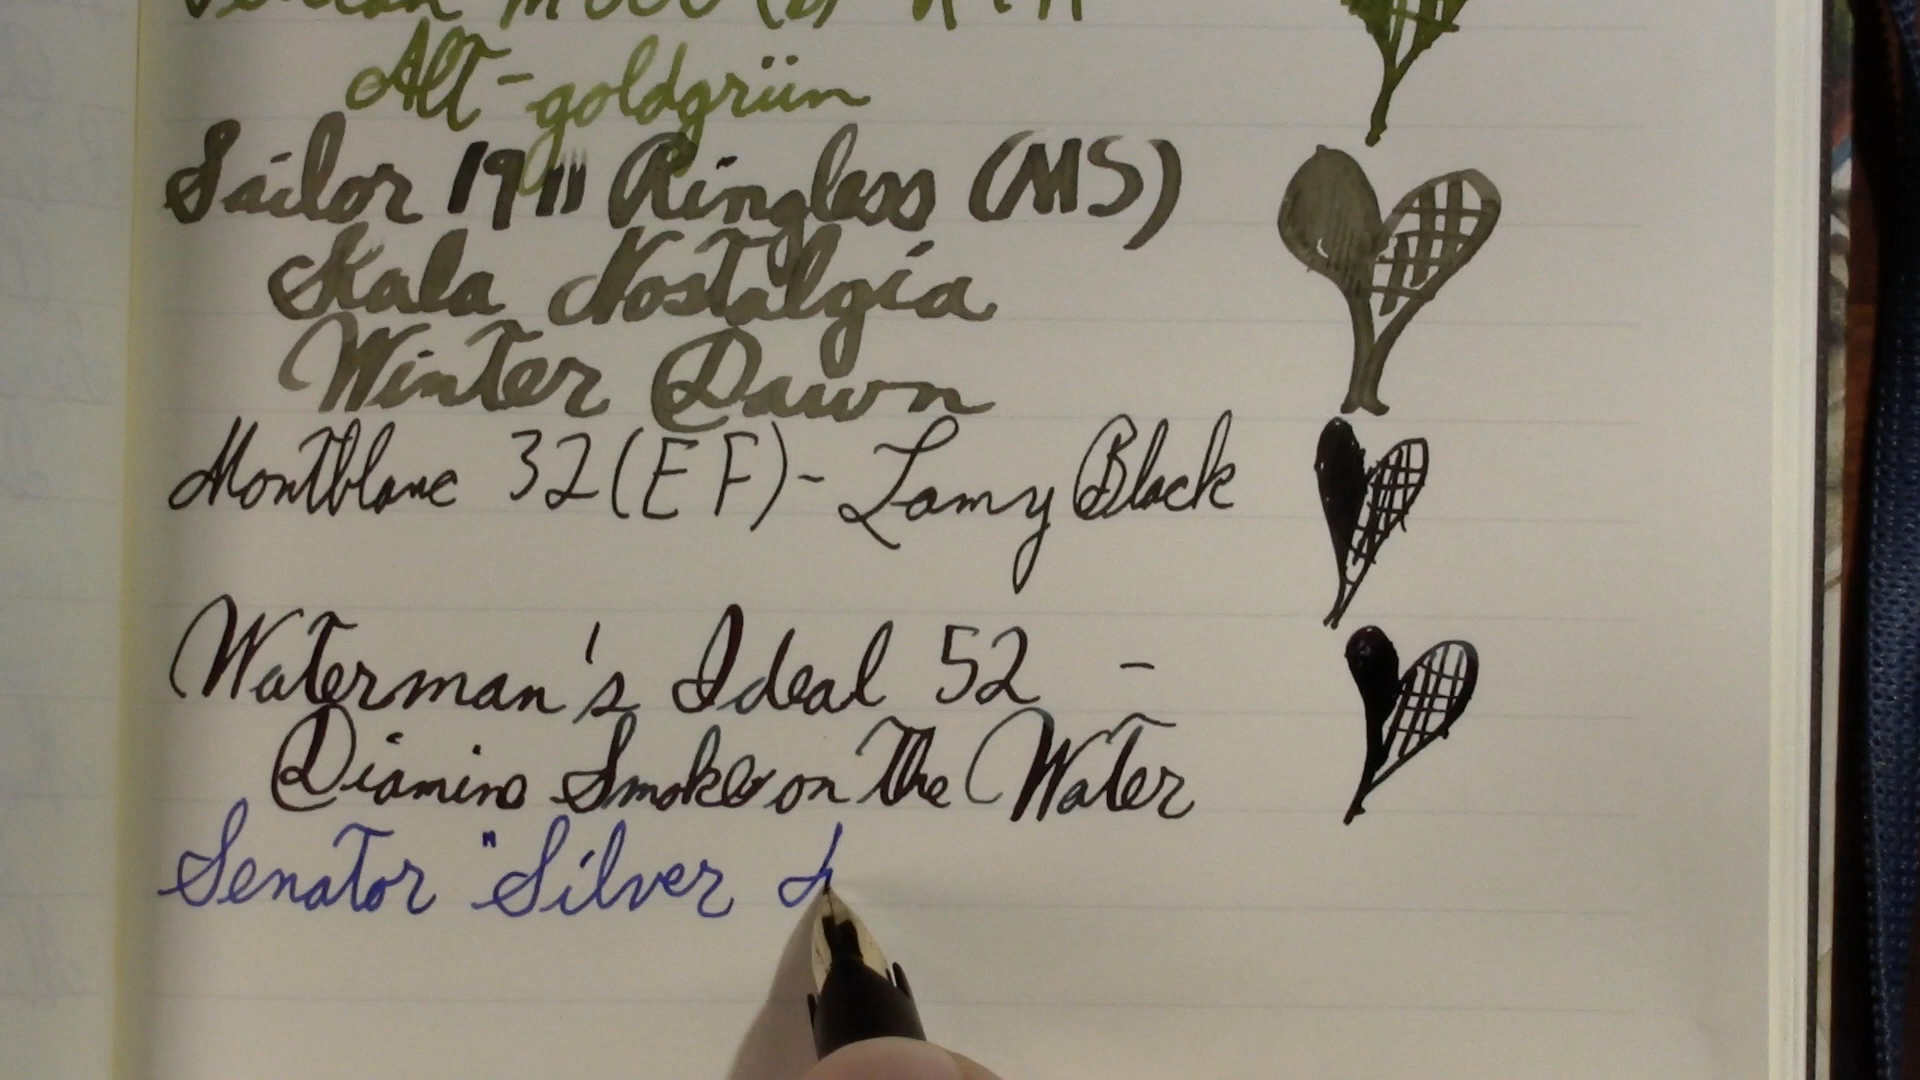 M600 (B)
Alt-goldgrün
Sailor 1911 Ringless (MS)
Kala Nostalgia
Winter Dawn
Montblanc 32 (EF) - Lamy Black
Waterman's Ideal 52 -
Diamine Smoke on the Water
Senator "Silver